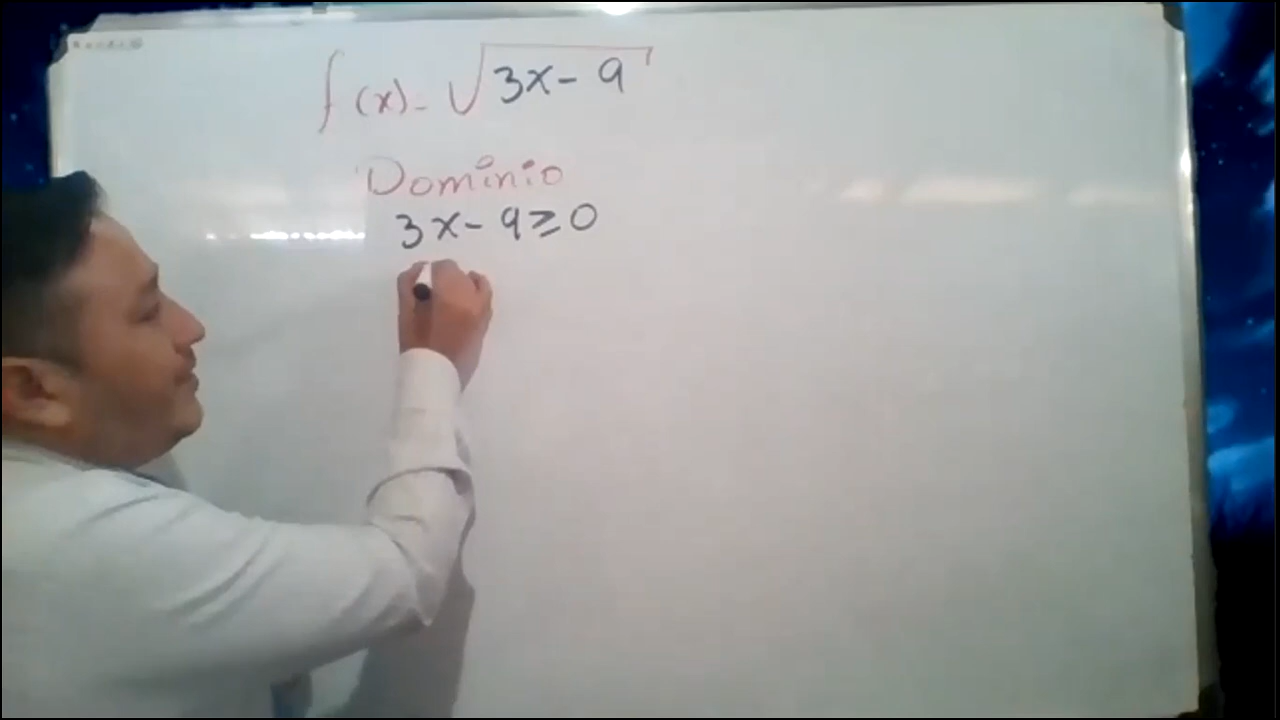 f(x) = √3x - 9
Dominio
3x - 9 ≥ 0